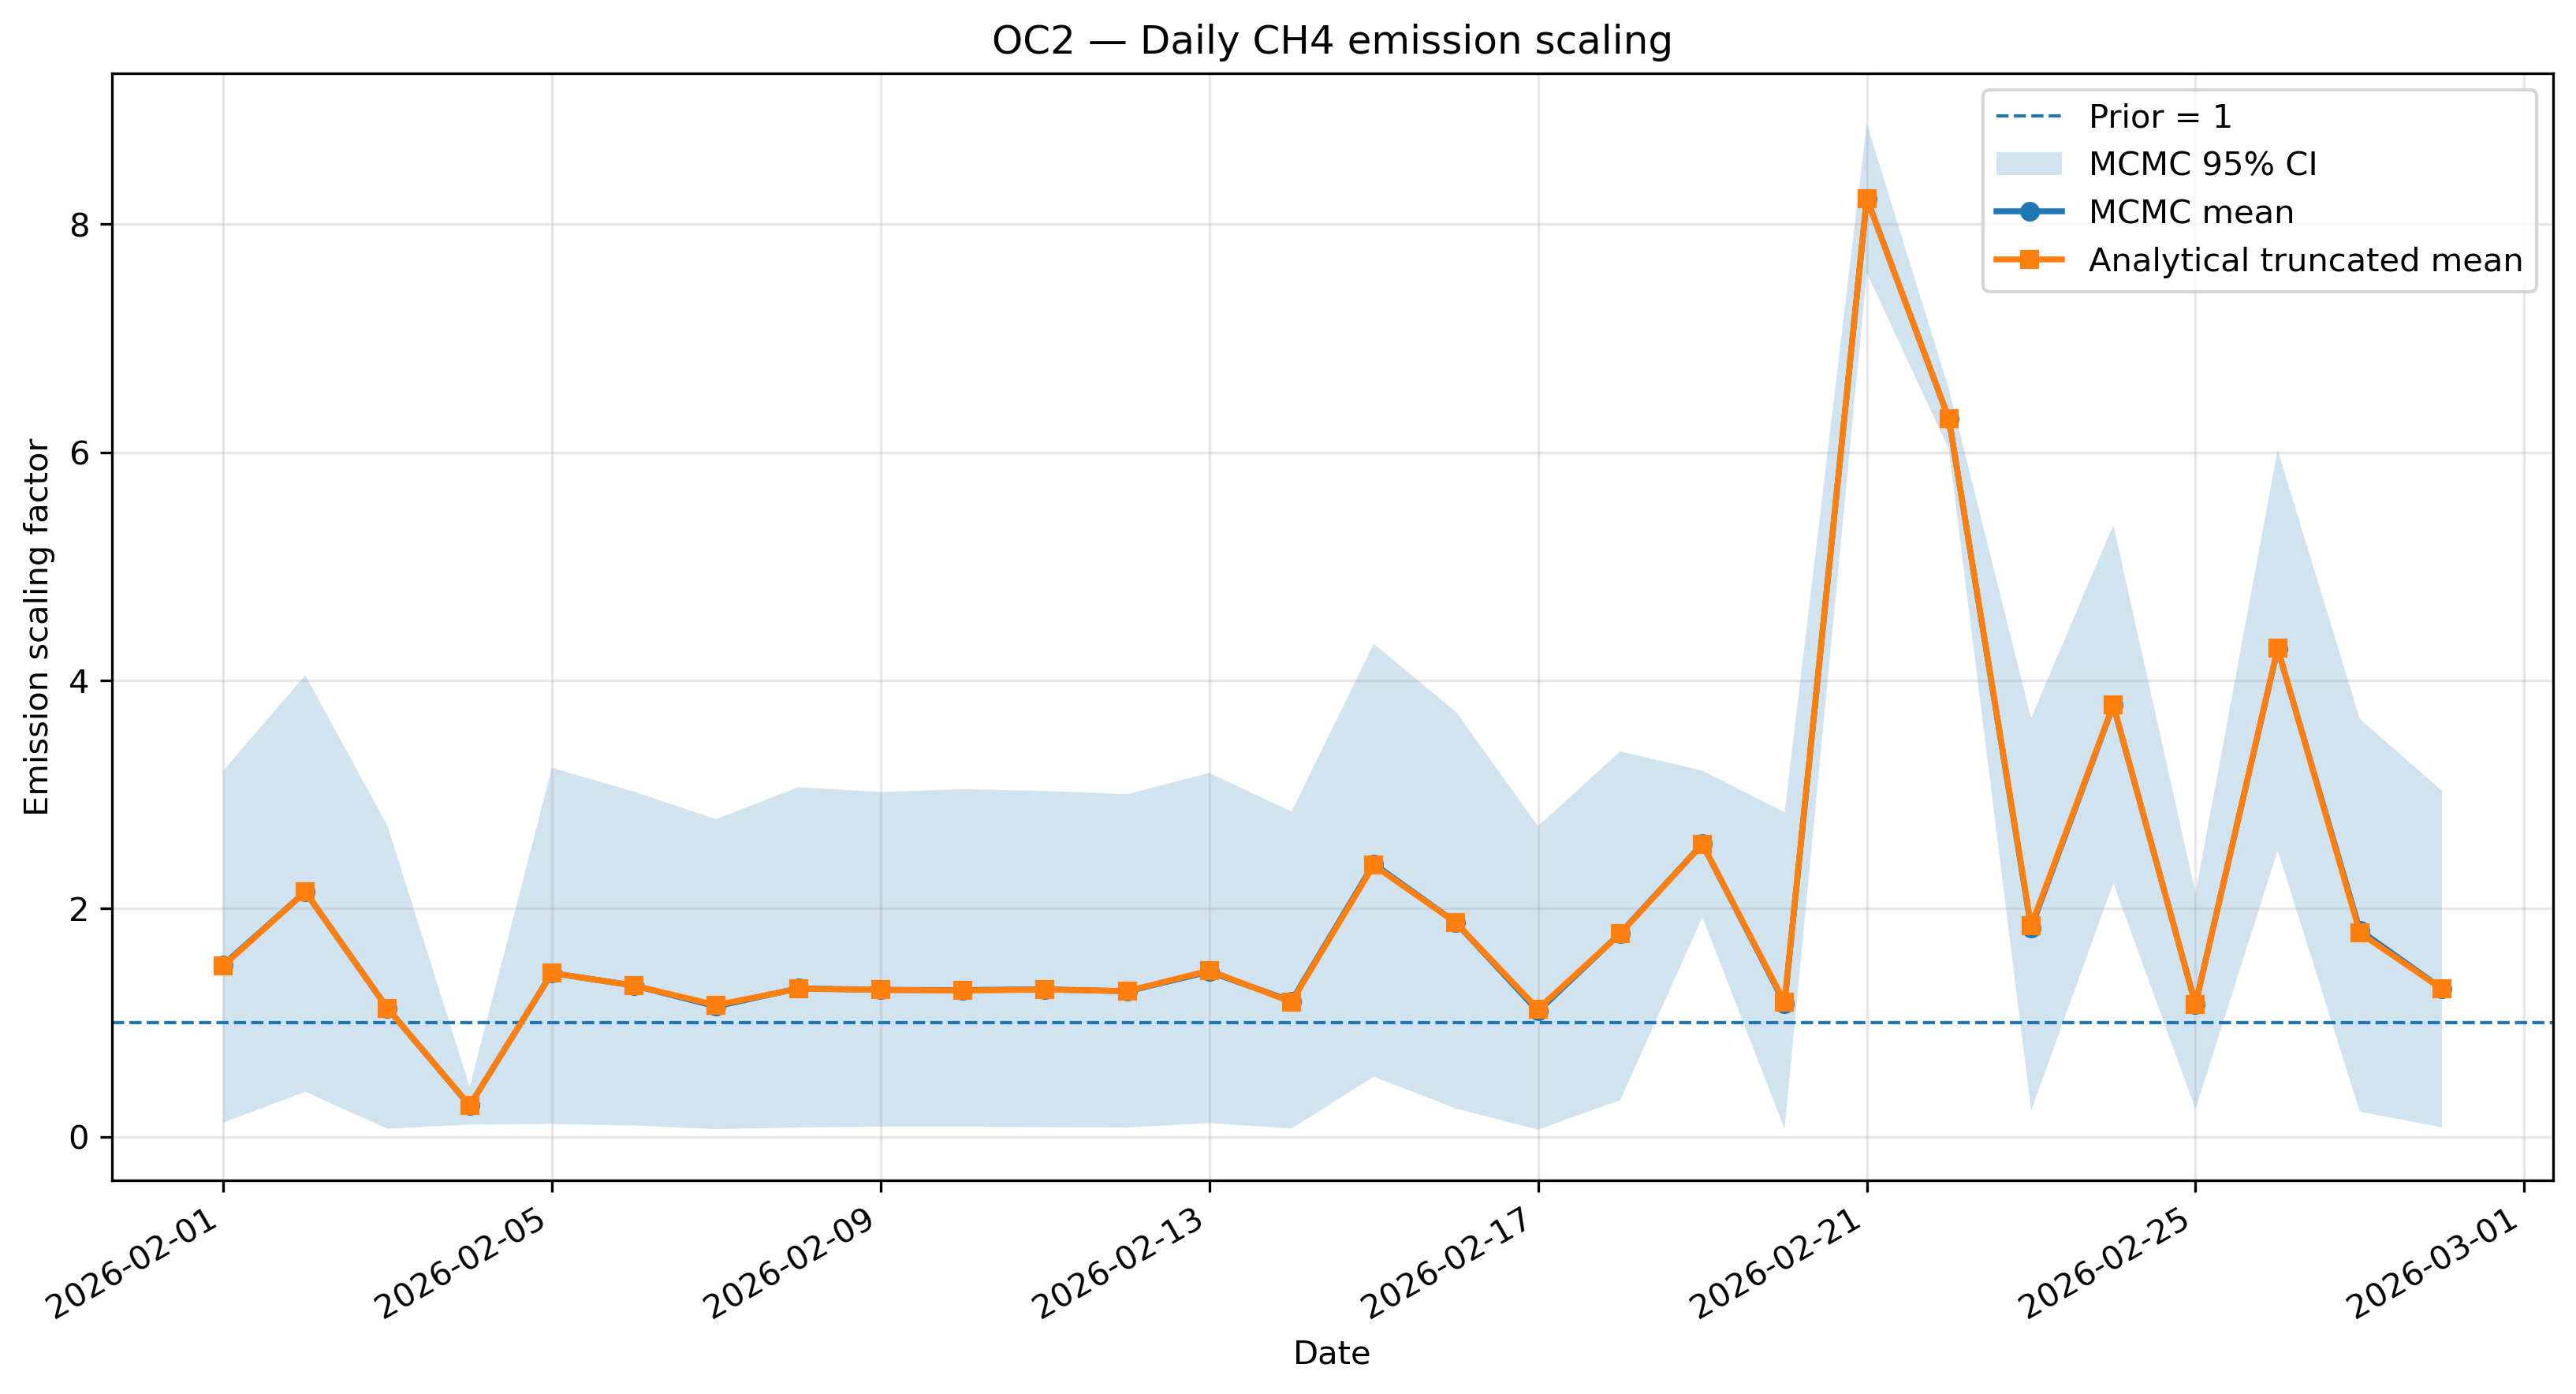 OC2 — Daily CH4 emission scaling
Prior = 1
MCMC 95% CI
MCMC mean
Analytical truncated mean
Emission scaling factor
8
6
4
2
0
2026-02-01
2026-02-05
2026-02-09
2026-02-13
2026-02-17
2026-02-21
2026-02-25
2026-03-01
Date